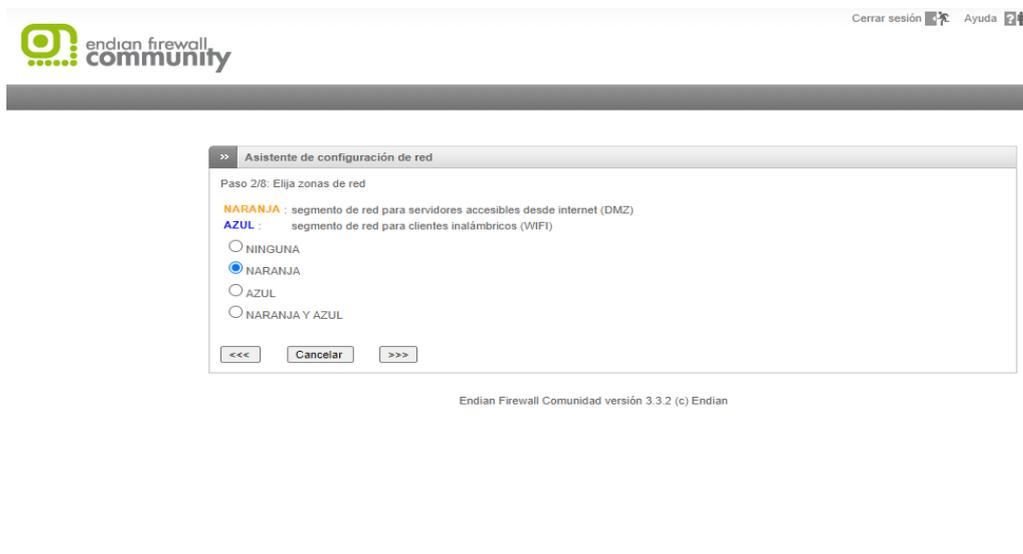 Cerrar sesión Ayuda
endian firewall
community
>> Asistente de configuración de red
Paso 2/8: Elija zonas de red
NARANJA : segmento de red para servidores accesibles desde internet (DMZ)
AZUL : segmento de red para clientes inalámbricos (WIFI)
NINGUNA
NARANJA
AZUL
NARANJA Y AZUL
<<< Cancelar >>>
Endian Firewall Comunidad versión 3.3.2 (c) Endian